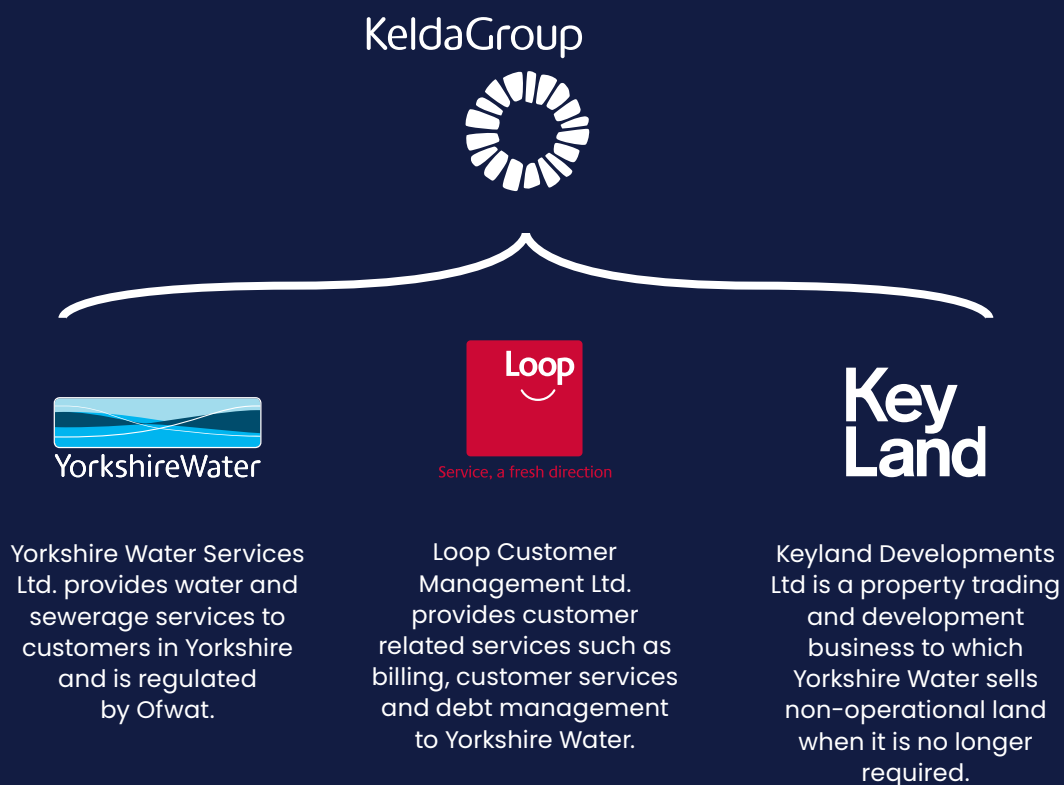 KeldaGroup
YorkshireWater
Yorkshire Water Services
Ltd. provides water and
sewerage services to
customers in Yorkshire
and is regulated
by Ofwat.
Loop
Service, a fresh direction
Loop Customer
Management Ltd.
provides customer
related services such as
billing, customer services
and debt management
to Yorkshire Water.
Key
Land
Keyland Developments
Ltd is a property trading
and development
business to which
Yorkshire Water sells
non-operational land
when it is no longer
required.